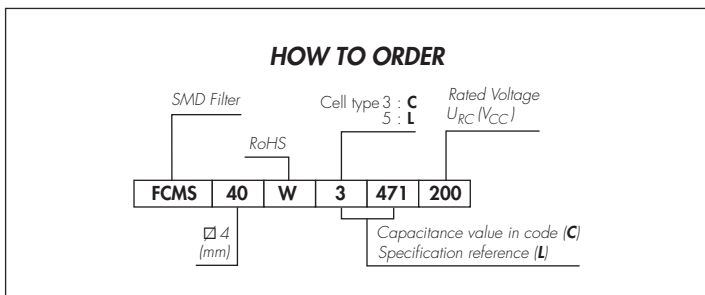 HOW TO ORDER
SMD Filter
Cell type 3 : C
5 : L
Rated Voltage
URC (VCC)
RoHS
FCMS 40 W 3 471 200
4
(mm)
Capacitance value in code (C)
Specification reference (L)